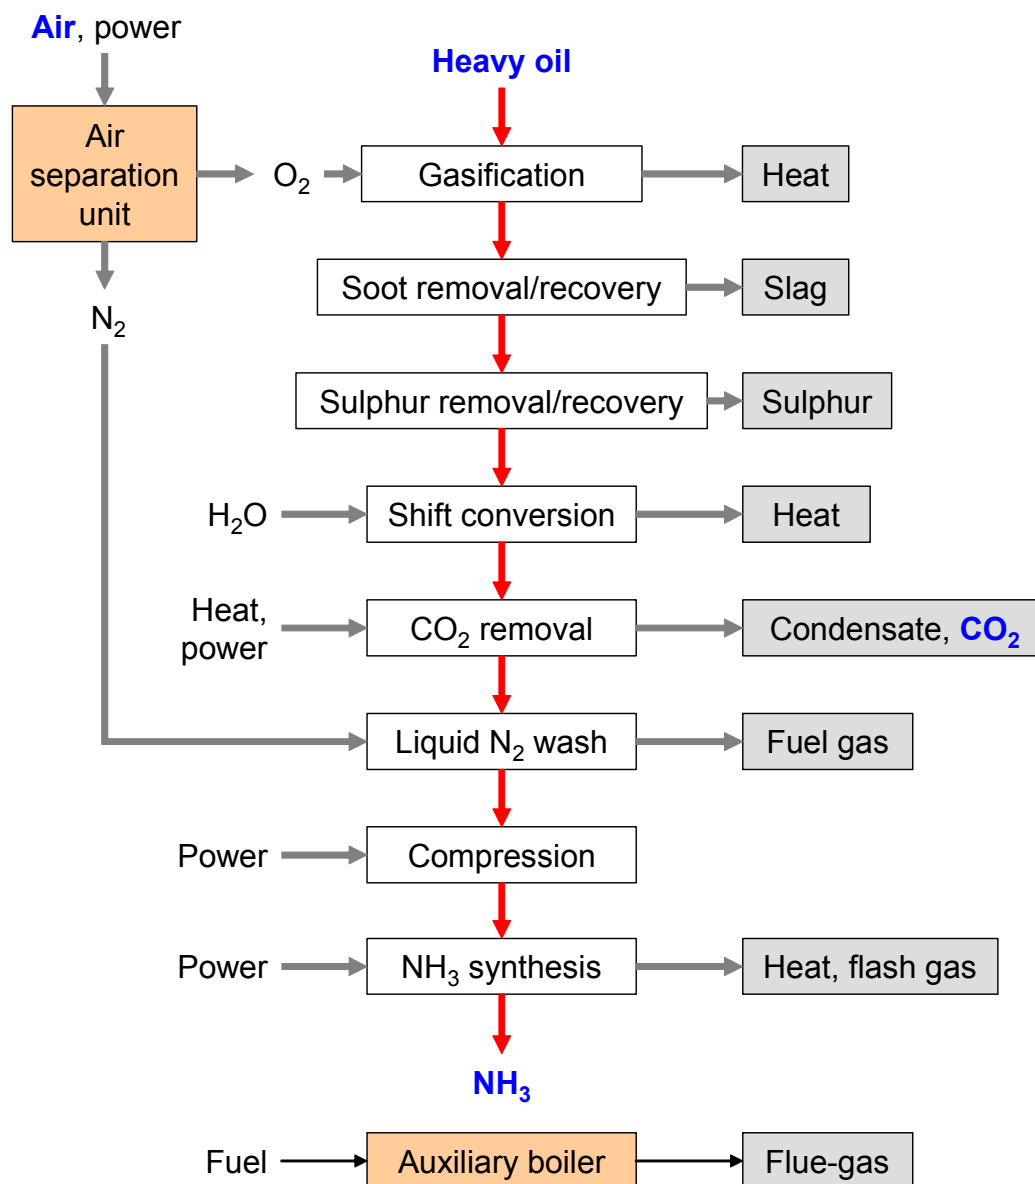 Air, power
Heavy oil
Air
separation
unit
O₂
Gasification
Heat
Soot removal/recovery
Slag
N₂
Sulphur removal/recovery
Sulphur
H₂O
Shift conversion
Heat
Heat,
power
CO₂ removal
Condensate, CO₂
Liquid N₂ wash
Fuel gas
Power
Compression
Power
NH₃ synthesis
Heat, flash gas
NH₃
Fuel
Auxiliary boiler
Flue-gas